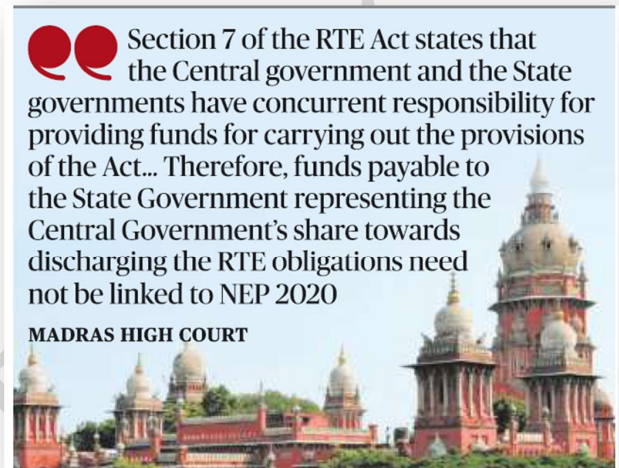 Section 7 of the RTE Act states that
the Central government and the State
governments have concurrent responsibility for
providing funds for carrying out the provisions
of the Act... Therefore, funds payable to
the State Government representing the
Central Government's share towards
discharging the RTE obligations need
not be linked to NEP 2020
MADRAS HIGH COURT